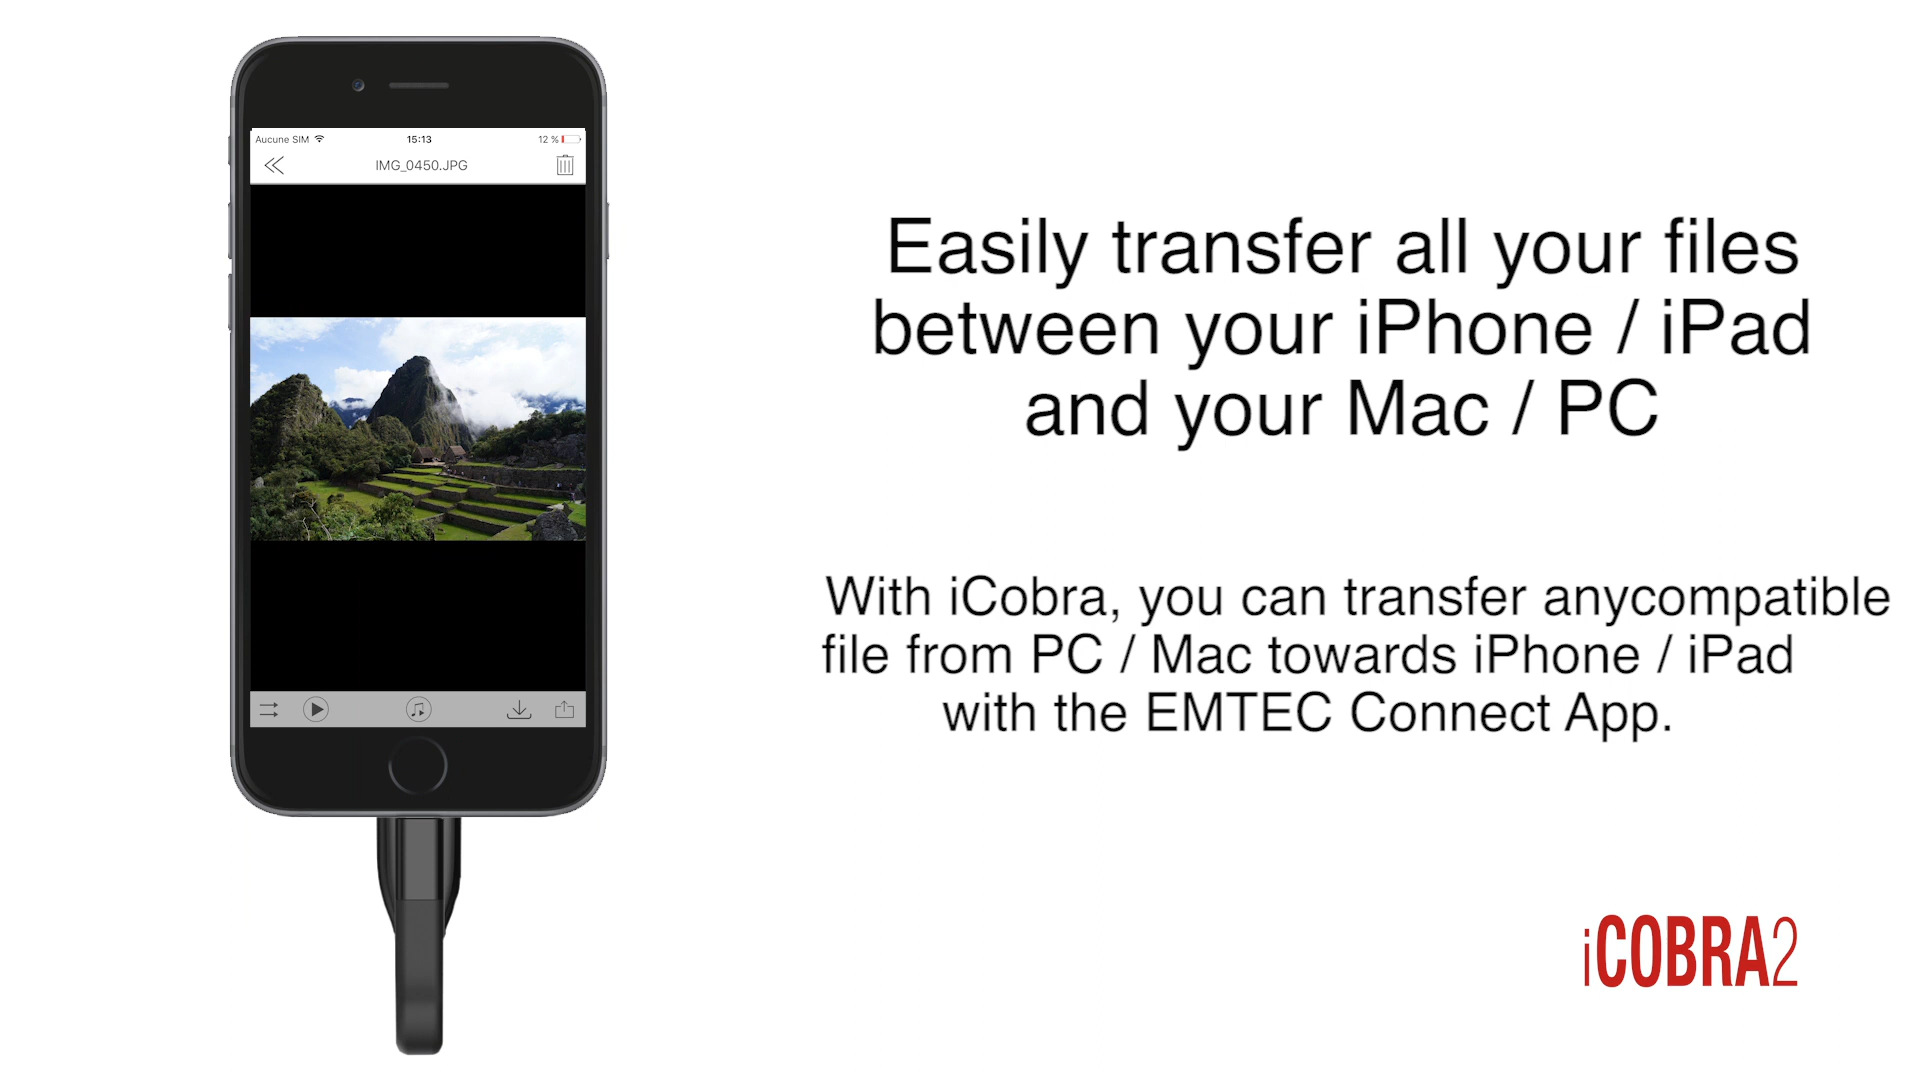 Aucune SIM 15:13 12 %
IMG_0450.JPG
Easily transfer all your files
between your iPhone / iPad
and your Mac / PC
With iCobra, you can transfer anycompatible
file from PC / Mac towards iPhone / iPad
with the EMTEC Connect App.
iCOBRA2